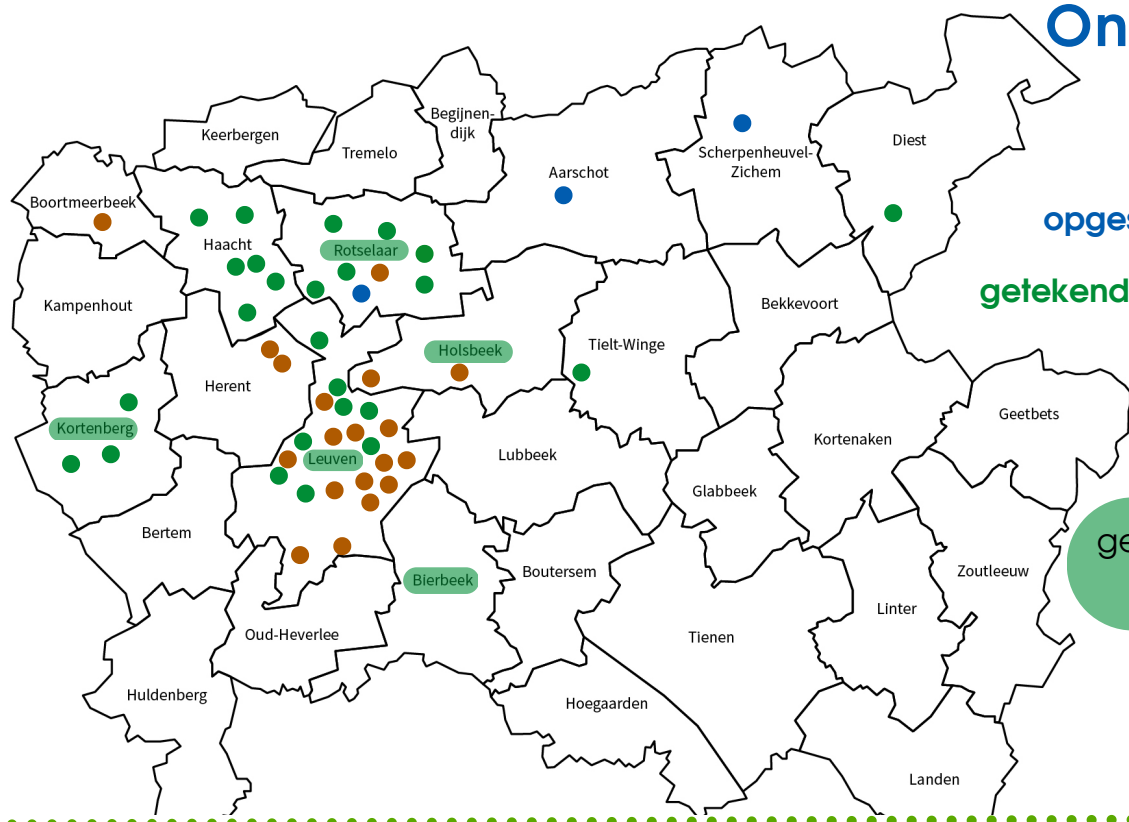 On
Begijnen-
dijk
Keerbergen
Tremelo
Diest
Scherpenheuvel-
Zichem
Aarschot
Boortmeerbeek
opges
Haacht
Rotselaar
getekend
Kampenhout
Bekkevoort
Tielt-Winge
Holsbeek
Herent
Geetbets
Kortenberg
Kortenaken
Leuven
Lubbeek
Glabbeek
Bertem
ge
Boutersem
Zoutleeuw
Bierbeek
Linter
Oud-Heverlee
Tienen
Huldenberg
Hoegaarden
Landen